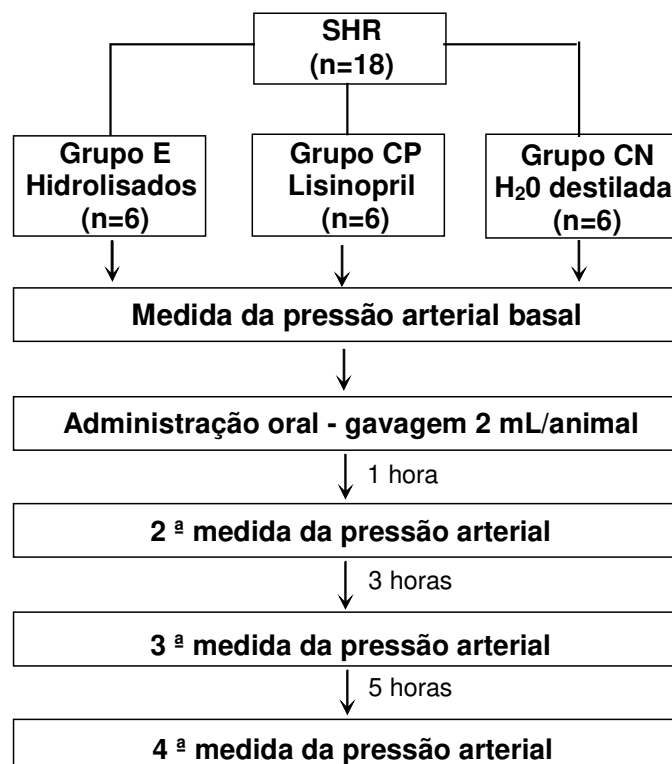 SHR
(n=18)
Grupo E
Hidrolisados
(n=6)
Grupo CP
Lisinopril
(n=6)
Grupo CN
H₂0 destilada
(n=6)
Medida da pressão arterial basal
Administração oral - gavagem 2 mL/animal
1 hora
2 ª medida da pressão arterial
3 horas
3 ª medida da pressão arterial
5 horas
4 ª medida da pressão arterial